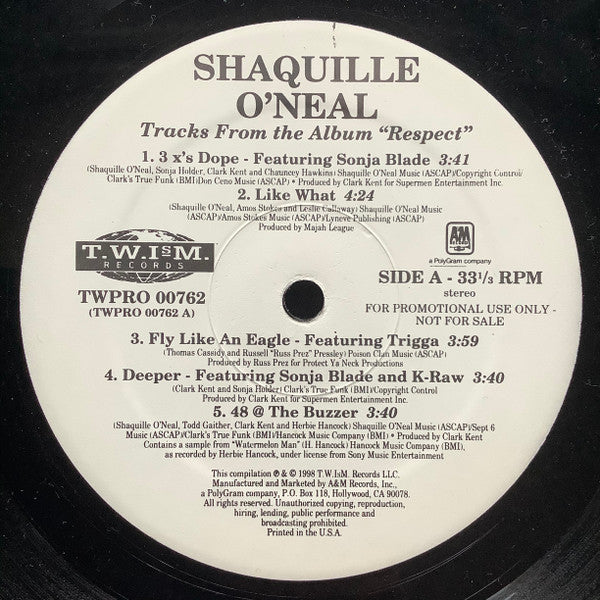 SHAQUILLE
O'NEAL
Tracks From the Album "Respect"
1. 3 x's Dope - Featuring Sonja Blade 3:41
(Shaquille O'Neal, Sonja Holder, Clark Kent and Chauncey Hawkins) Shaquille O'Neal Music (ASCAP)/Copyright Control/
Clark's True Funk (BMI)Don Ceno Music (ASCAP) • Produced by Clark Kent for Supermen Entertainment Inc.
2. Like What 4:24
(Shaquille O'Neal, Amos Stokes and Leslie Callaway) Shaquille O'Neal Music
(ASCAP)/Amos Stokes Music (ASCAP)/Lyneve Publishing (ASCAP)
Produced by Majah League
T.W.IsM.
RECORDS
TWPRO 00762
(TWPRO 00762 A)
A&M
RECORDS
a PolyGram company
SIDE A - 33 1/3 RPM
stereo
FOR PROMOTIONAL USE ONLY -
NOT FOR SALE
3. Fly Like An Eagle - Featuring Trigga 3:59
(Thomas Cassidy and Russell "Russ Prez" Pressley) Poison Clan Music (ASCAP)
Produced by Russ Prez for Protect Ya Neck Productions
4. Deeper - Featuring Sonja Blade and K-Raw 3:40
(Clark Kent and Sonja Holder) Clark's True Funk (BMI)/Copyright Control
Produced by Clark Kent for Supermen Entertainment Inc.
5. 48 @ The Buzzer 3:40
(Shaquille O'Neal, Todd Gaither, Clark Kent and Herbie Hancock) Shaquille O'Neal Music (ASCAP)/Sept 6
Music (ASCAP)/Clark's True Funk (BMI)/Hancock Music Company (BMI) • Produced by Clark Kent
Contains a sample from "Watermelon Man" (H. Hancock) Hancock Music Company (BMI),
as recorded by Herbie Hancock, under license from Sony Music Entertainment
This compilation ℗ & © 1998 T.W.IsM. Records LLC.
Manufactured and Marketed by A&M Records, Inc.,
a PolyGram company, P.O. Box 118, Hollywood, CA 90078.
All rights reserved. Unauthorized copying, reproduction,
hiring, lending, public performance and
broadcasting prohibited.
Printed in the U.S.A.